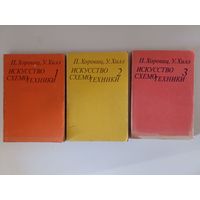 П. Хоровиц, У. Хилл
ИСКУССТВО
СХЕМОТЕХНИКИ
1
П. Хоровиц, У. Хилл
ИСКУССТВО
СХЕМОТЕХНИКИ
2
П. Хоровиц, У. Хилл
ИСКУССТВО
СХЕМОТЕХНИКИ
3